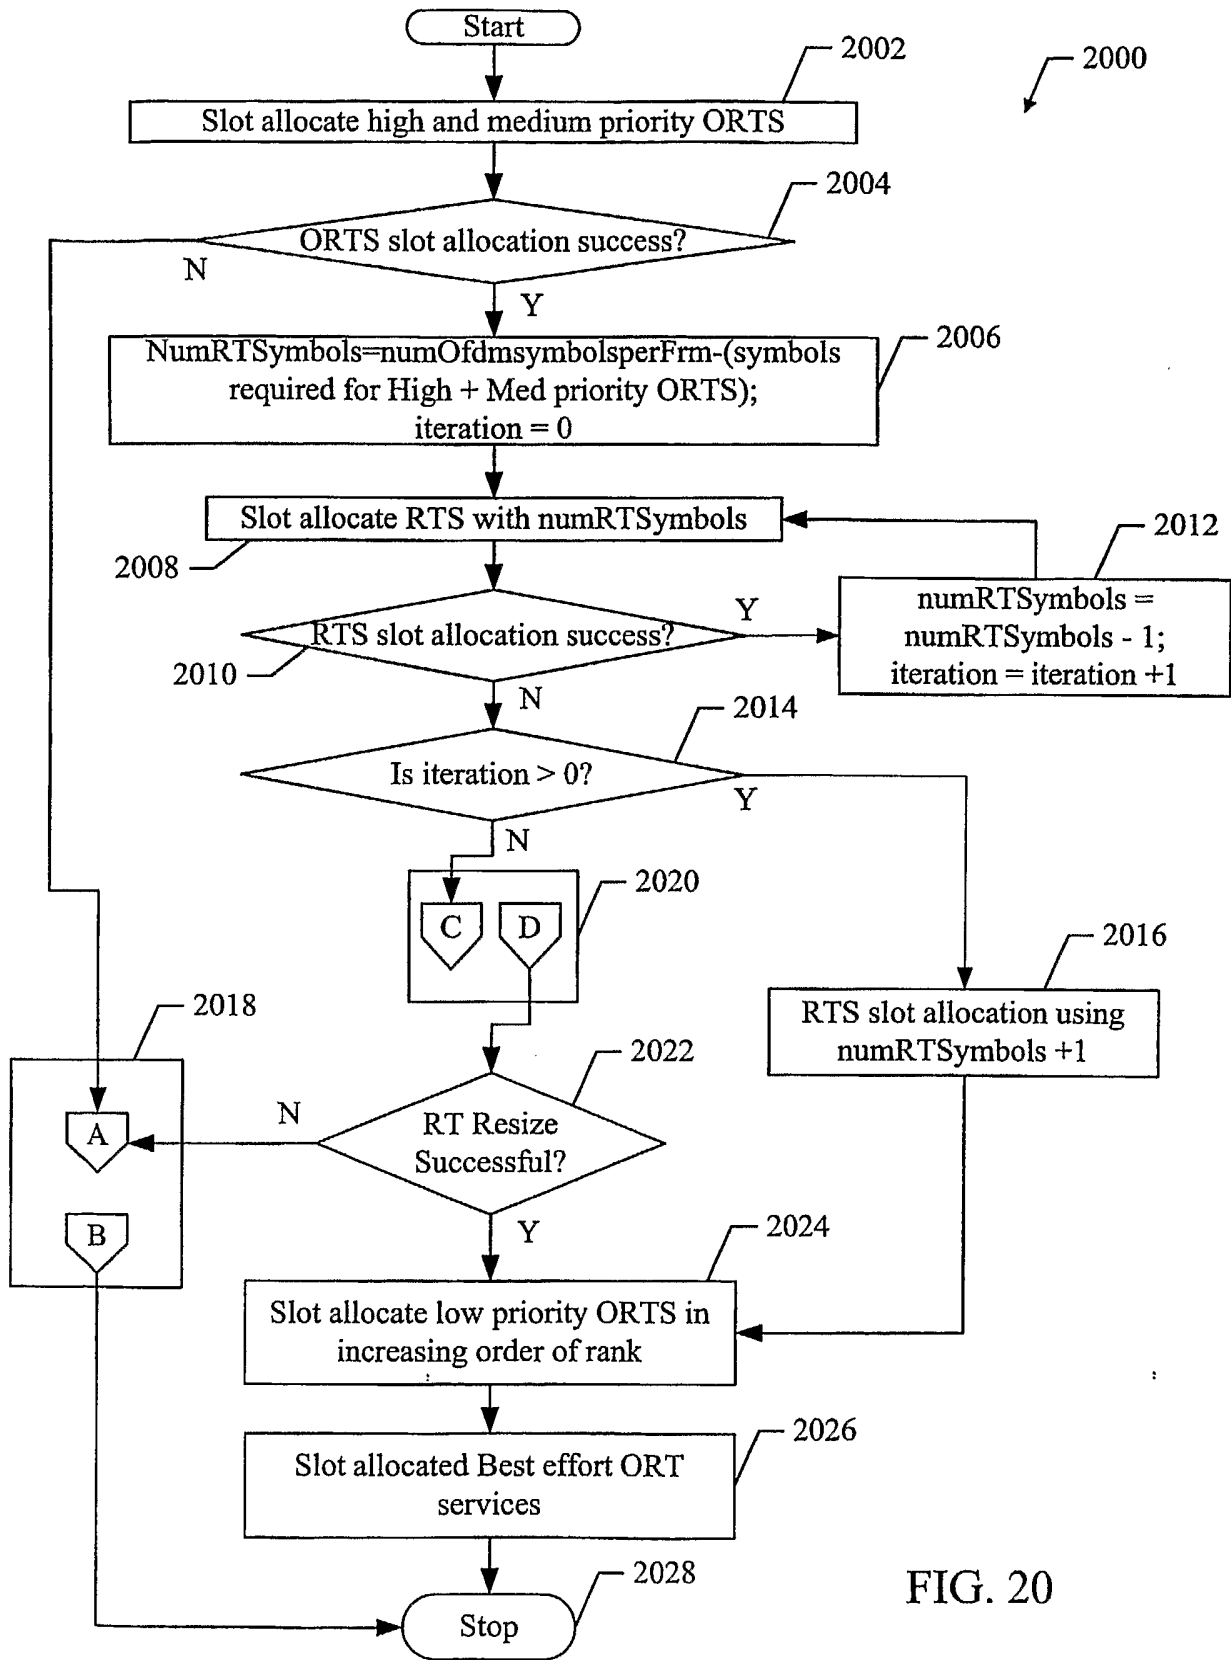 Start
2002
2000
Slot allocate high and medium priority ORTS
2004
ORTS slot allocation success?
N
Y
NumRTSymbols=numOfdmsymbolsperFrm-(symbols
required for High + Med priority ORTS);
iteration = 0
2006
Slot allocate RTS with numRTSymbols
2008
2012
numRTSymbols =
numRTSymbols - 1;
iteration = iteration +1
RTS slot allocation success?
Y
2010
N
2014
Is iteration > 0?
Y
N
2020
C
D
2016
RTS slot allocation using
numRTSymbols +1
2018
2022
A
N
RT Resize
Successful?
B
Y
2024
Slot allocate low priority ORTS in
increasing order of rank
2026
Slot allocated Best effort ORT
services
2028
Stop
FIG. 20